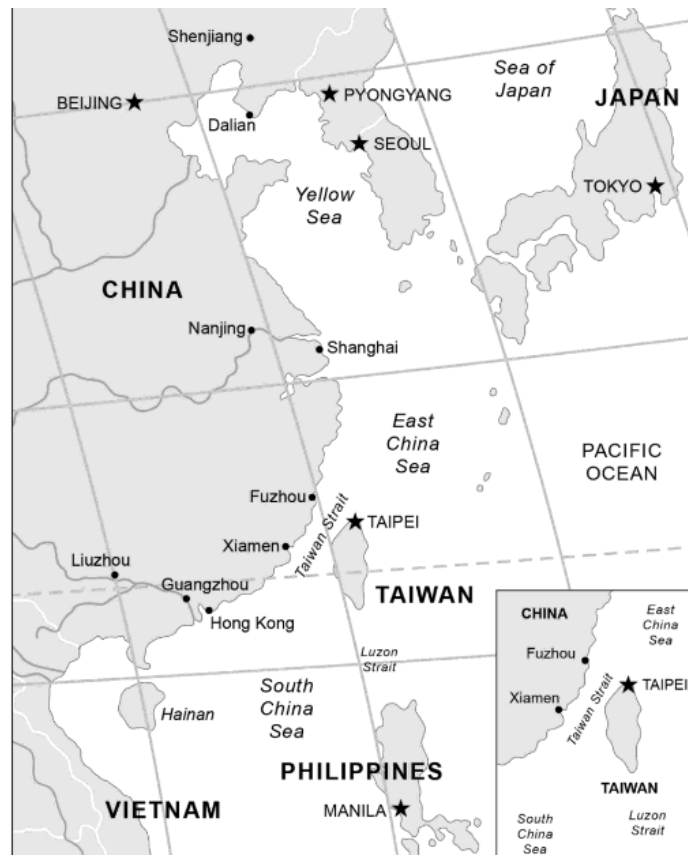 Shenjiang
Sea of
Japan
BEIJING
PYONGYANG
JAPAN
Dalian
SEOUL
TOKYO
Yellow
Sea
CHINA
Nanjing
Shanghai
East
China
Sea
PACIFIC
OCEAN
Fuzhou
Taiwan Strait
TAIPEI
Xiamen
Liuzhou
Guangzhou
TAIWAN
Hong Kong
Luzon
Strait
South
China
Sea
Hainan
PHILIPPINES
VIETNAM
MANILA
CHINA
East
China
Sea
Fuzhou
Taiwan Strait
TAIPEI
Xiamen
TAIWAN
South
China
Sea
Luzon
Strait